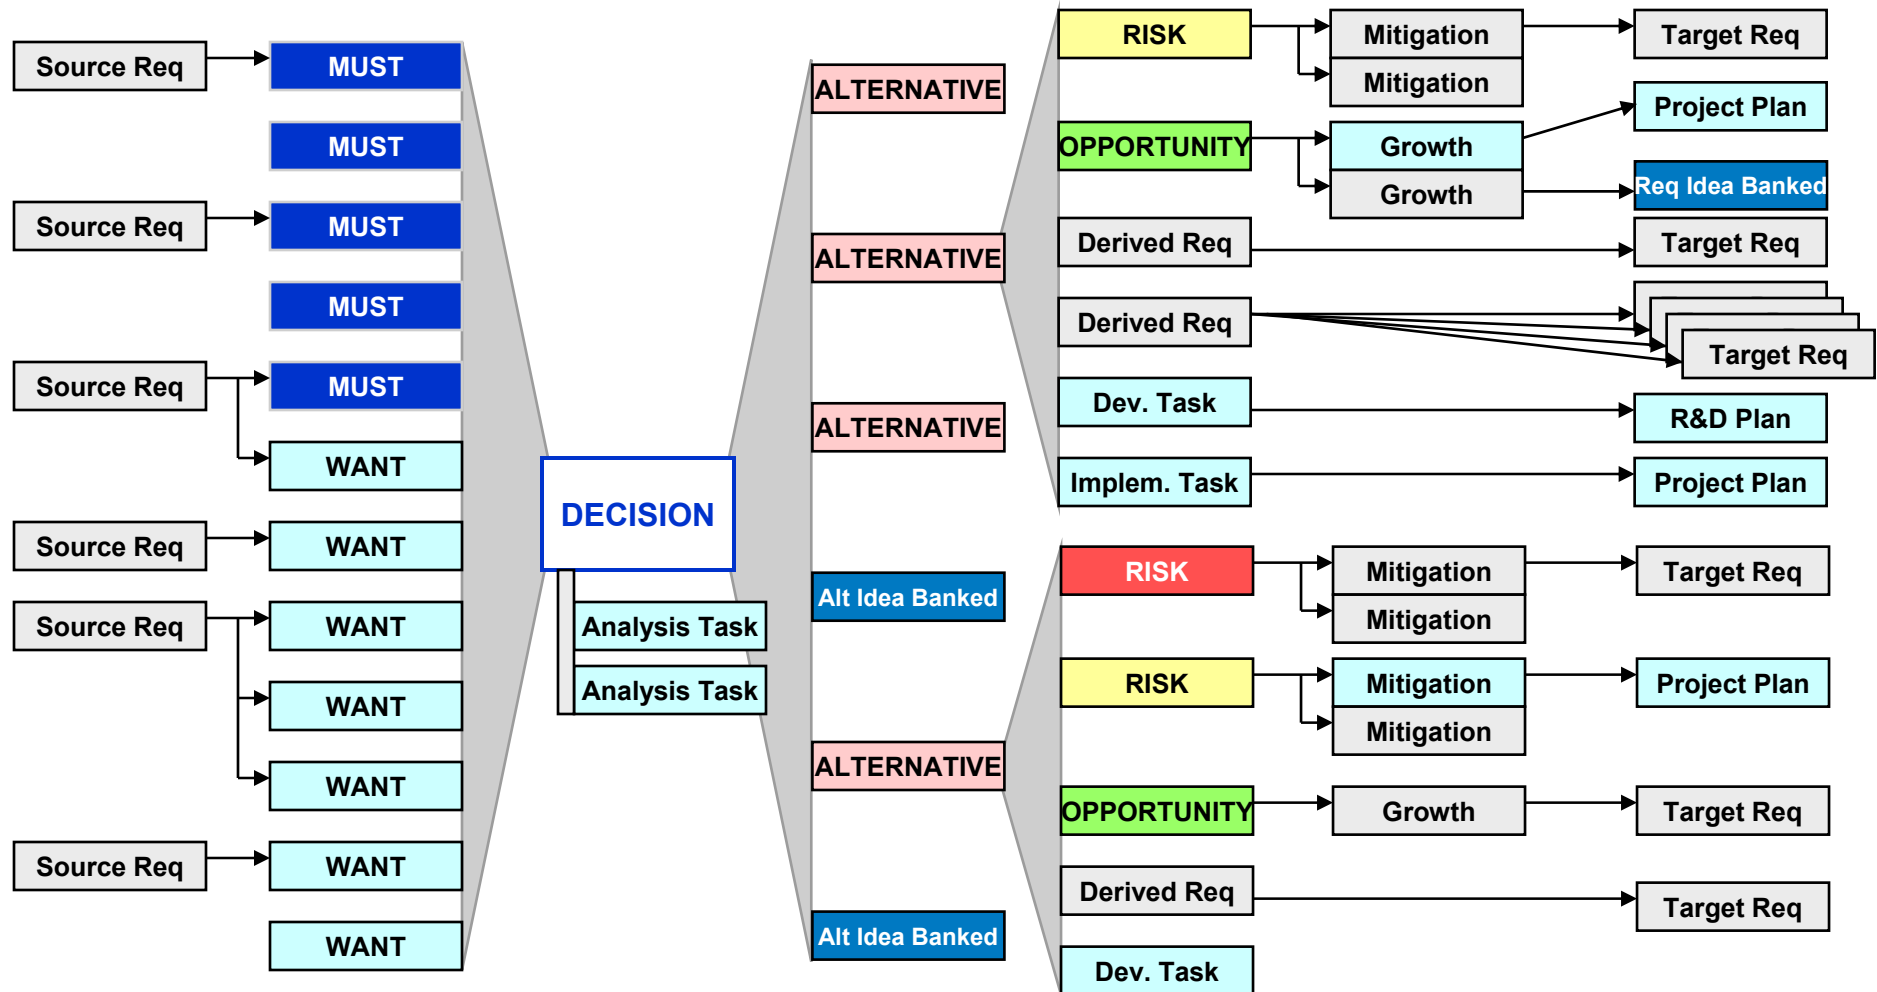 Source Req
Source Req
Source Req
Source Req
Source Req
Source Req
MUST
MUST
MUST
MUST
MUST
WANT
WANT
WANT
WANT
WANT
WANT
WANT
DECISION
Analysis Task
Analysis Task
ALTERNATIVE
ALTERNATIVE
ALTERNATIVE
Alt Idea Banked
ALTERNATIVE
Alt Idea Banked
RISK
Mitigation
Target Req
Mitigation
OPPORTUNITY
Growth
Project Plan
Growth
Req Idea Banked
Derived Req
Target Req
Derived Req
Target Req
Dev. Task
R&D Plan
Implem. Task
Project Plan
RISK
Mitigation
Target Req
Mitigation
RISK
Mitigation
Project Plan
Mitigation
OPPORTUNITY
Growth
Target Req
Derived Req
Target Req
Dev. Task